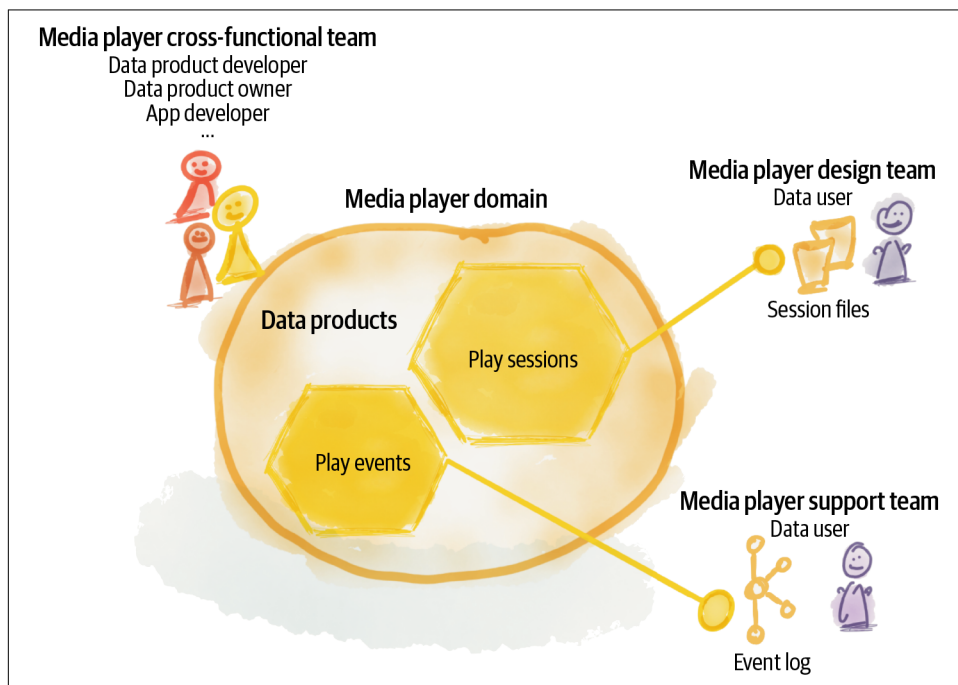 Media player cross-functional team
Data product developer
Data product owner
App developer
...
Media player design team
Data user
Session files
Media player domain
Data products
Play sessions
Play events
Media player support team
Data user
Event log